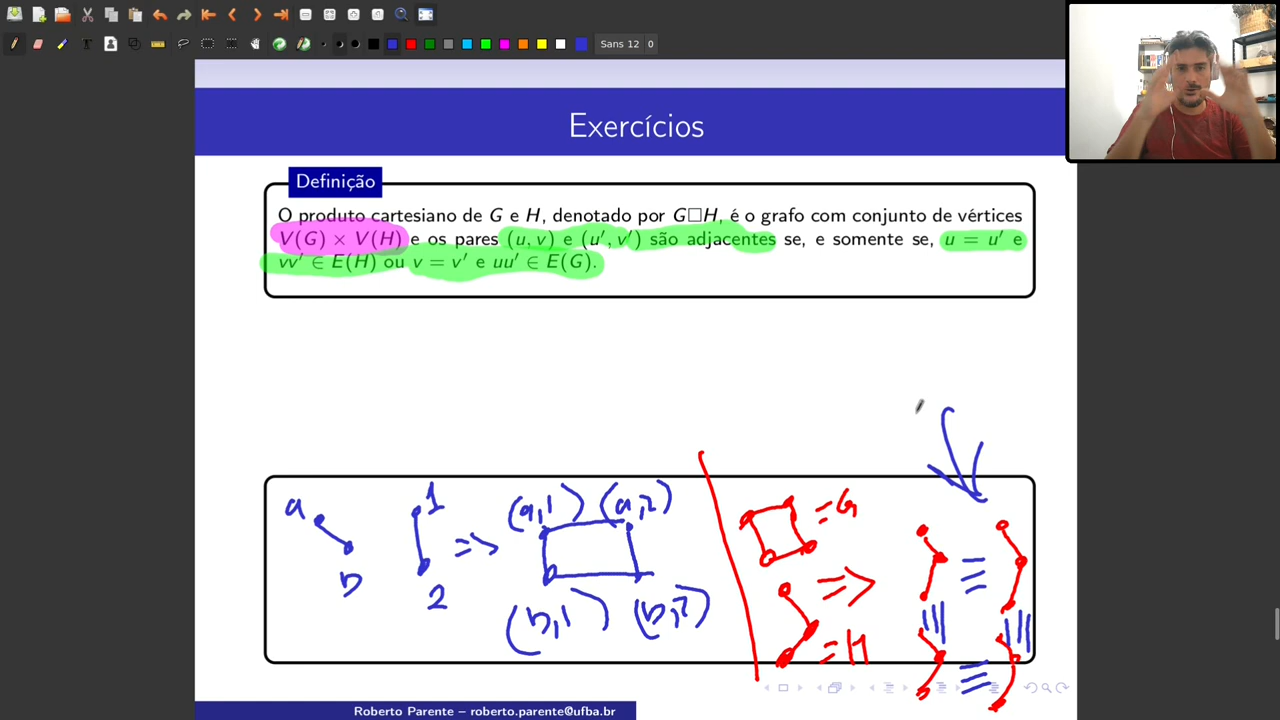 Sans 12 0
Exercícios
Definição
O produto cartesiano de G e H, denotado por G□H, é o grafo com conjunto de vértices
V(G) × V(H) e os pares (u, v) e (u′, v′) são adjacentes se, e somente se, u = u′ e
vv′ ∈ E(H) ou v = v′ e uu′ ∈ E(G).
a 1 (a,1) (a,2) = G
=> =>
b 2 (b,1) (b,2) = H
Roberto Parente – roberto.parente@ufba.br